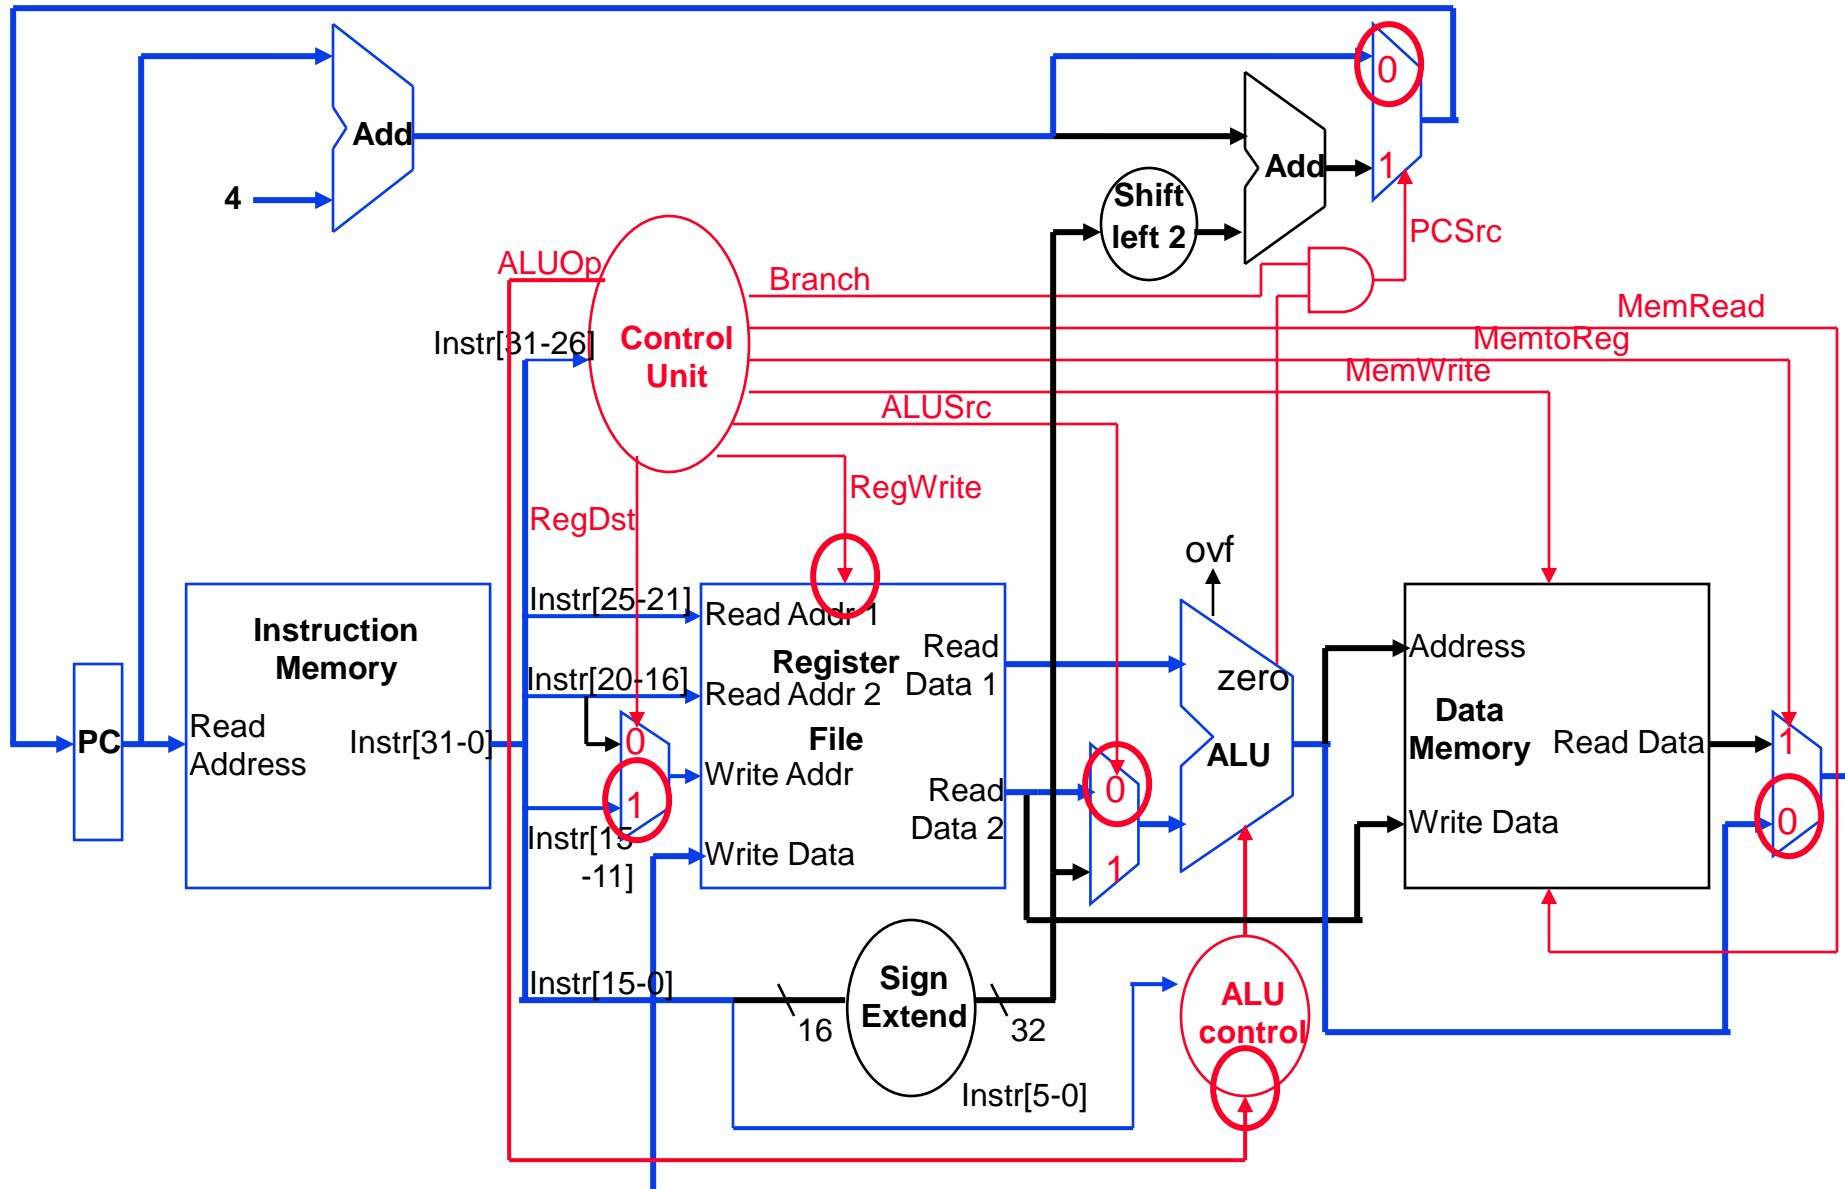 0
Add
Add
1
Shift
left 2
4
PCSrc
ALUOp
Branch
MemRead
Instr[31-26]
Control
Unit
MemtoReg
MemWrite
ALUSrc
RegWrite
RegDst
ovf
Instr[25-21]
Read Addr 1
Instruction
Memory
Register
Read
Data 1
Address
Instr[20-16]
Read Addr 2
zero
Data
Memory
PC
Read
Address
Instr[31-0]
0
File
Read Data
1
Write Addr
ALU
1
Read
Data 2
0
0
Instr[15
-11]
Write Data
1
Write Data
Instr[15-0]
Sign
Extend
16
32
ALU
control
Instr[5-0]